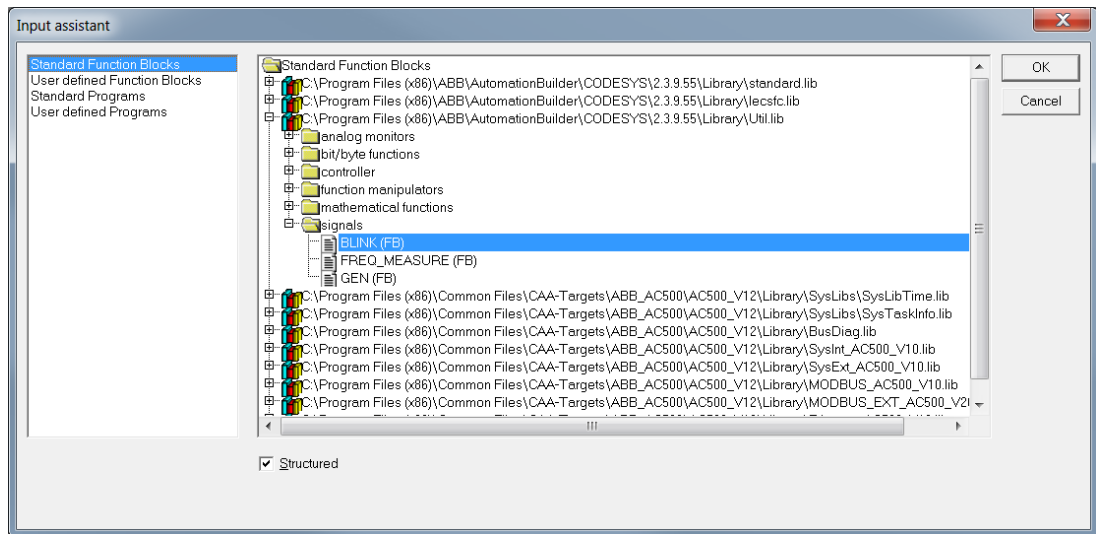 Input assistant
Standard Function Blocks
User defined Function Blocks
Standard Programs
User defined Programs
Standard Function Blocks
C:\Program Files (x86)\ABB\AutomationBuilder\CODESYS\2.3.9.55\Library\standard.lib
C:\Program Files (x86)\ABB\AutomationBuilder\CODESYS\2.3.9.55\Library\Iecsfc.lib
C:\Program Files (x86)\ABB\AutomationBuilder\CODESYS\2.3.9.55\Library\Util.lib
analog monitors
bit/byte functions
controller
function manipulators
mathematical functions
signals
BLINK (FB)
FREQ_MEASURE (FB)
GEN (FB)
C:\Program Files (x86)\Common Files\CAA-Targets\ABB_AC500\AC500_V12\Library\SysLibs\SysLibTime.lib
C:\Program Files (x86)\Common Files\CAA-Targets\ABB_AC500\AC500_V12\Library\SysLibs\SysTaskInfo.lib
C:\Program Files (x86)\Common Files\CAA-Targets\ABB_AC500\AC500_V12\Library\BusDiag.lib
C:\Program Files (x86)\Common Files\CAA-Targets\ABB_AC500\AC500_V12\Library\SysInt_AC500_V10.lib
C:\Program Files (x86)\Common Files\CAA-Targets\ABB_AC500\AC500_V12\Library\SysExt_AC500_V10.lib
C:\Program Files (x86)\Common Files\CAA-Targets\ABB_AC500\AC500_V12\Library\MODBUS_AC500_V10.lib
C:\Program Files (x86)\Common Files\CAA-Targets\ABB_AC500\AC500_V12\Library\MODBUS_EXT_AC500_V2
OK
Cancel
Structured